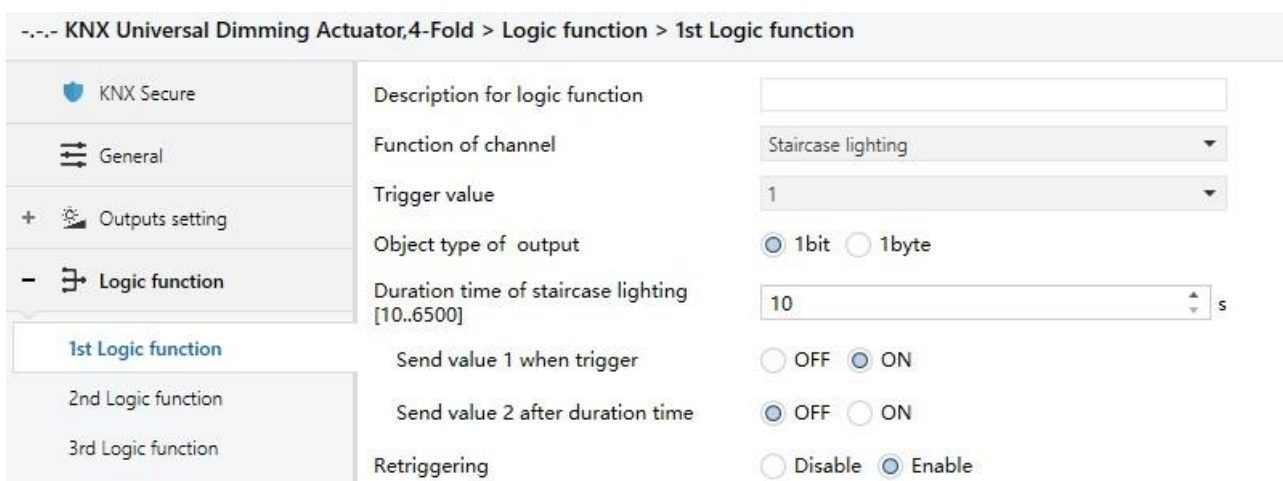 -.-.- KNX Universal Dimming Actuator,4-Fold > Logic function > 1st Logic function
KNX Secure
General
+ Outputs setting
- Logic function
1st Logic function
2nd Logic function
3rd Logic function
Description for logic function
Function of channel Staircase lighting
Trigger value 1
Object type of output 1bit 1byte
Duration time of staircase lighting
[10..6500] 10 s
Send value 1 when trigger OFF ON
Send value 2 after duration time OFF ON
Retriggering Disable Enable